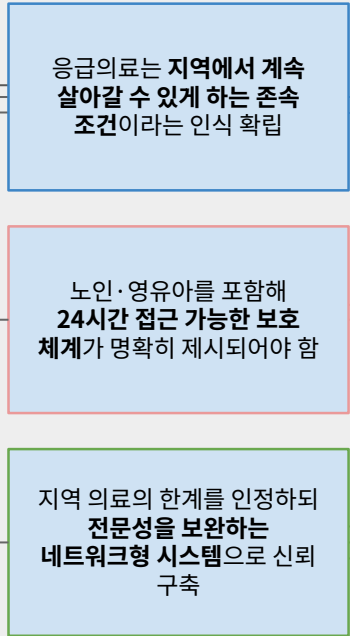 응급의료는 지역에서 계속
살아갈 수 있게 하는 존속
조건이라는 인식 확립
노인·영유아를 포함해
24시간 접근 가능한 보호
체계가 명확히 제시되어야 함
지역 의료의 한계를 인정하되
전문성을 보완하는
네트워크형 시스템으로 신뢰
구축